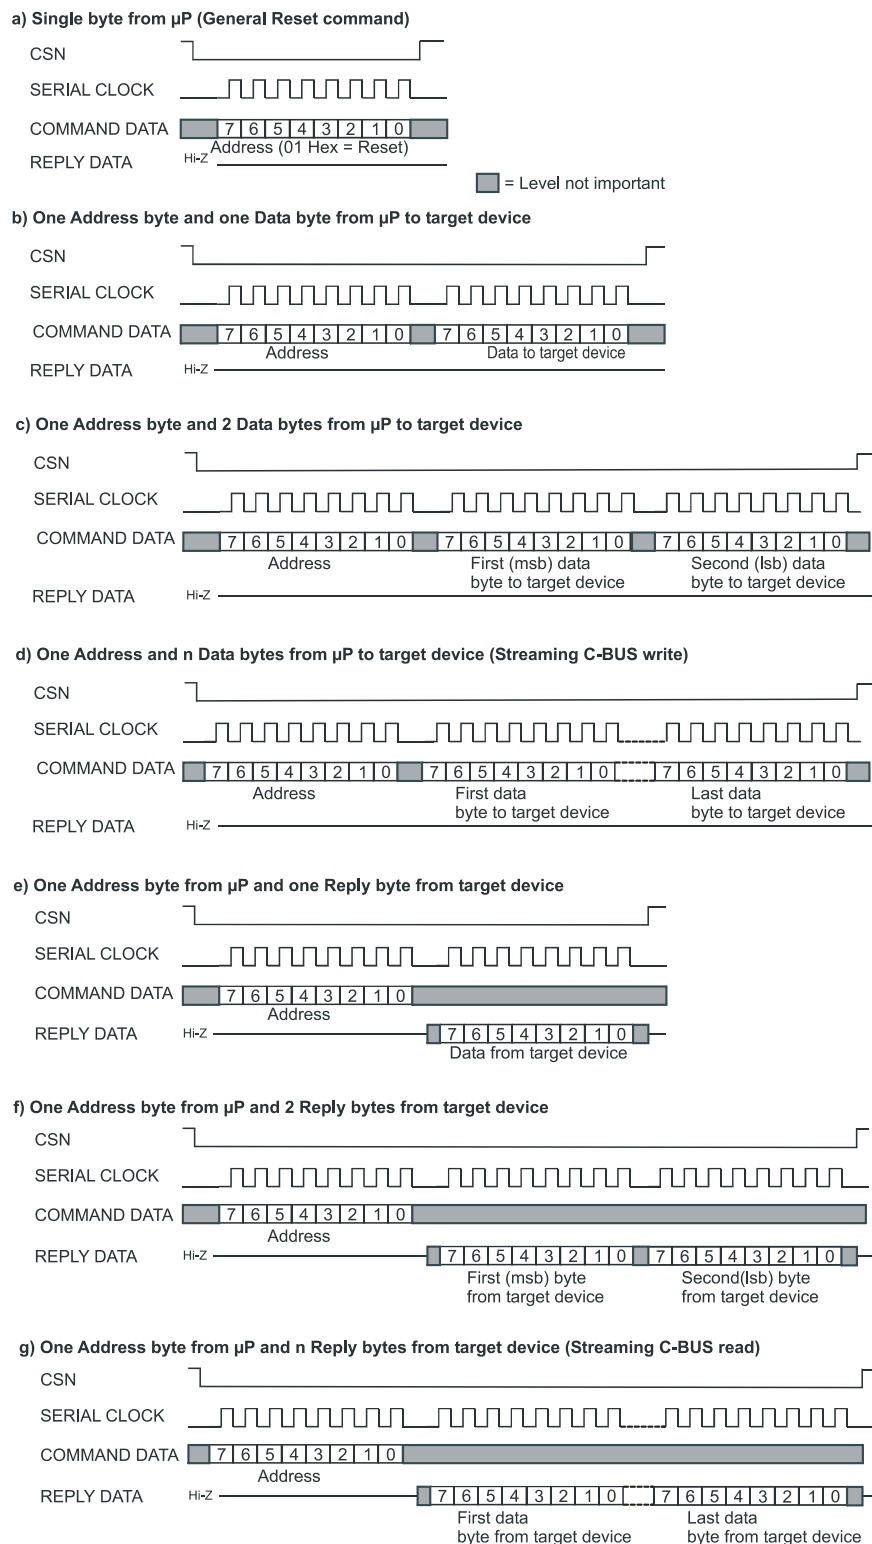 a) Single byte from µP (General Reset command)
CSN
SERIAL CLOCK
COMMAND DATA 7 6 5 4 3 2 1 0
Address (01 Hex = Reset)
REPLY DATA Hi-Z
= Level not important
b) One Address byte and one Data byte from µP to target device
CSN
SERIAL CLOCK
COMMAND DATA 7 6 5 4 3 2 1 0 7 6 5 4 3 2 1 0
Address Data to target device
REPLY DATA Hi-Z
c) One Address byte and 2 Data bytes from µP to target device
CSN
SERIAL CLOCK
COMMAND DATA 7 6 5 4 3 2 1 0 7 6 5 4 3 2 1 0 7 6 5 4 3 2 1 0
Address First (msb) data Second (lsb) data
byte to target device byte to target device
REPLY DATA Hi-Z
d) One Address and n Data bytes from µP to target device (Streaming C-BUS write)
CSN
SERIAL CLOCK
COMMAND DATA 7 6 5 4 3 2 1 0 7 6 5 4 3 2 1 0 7 6 5 4 3 2 1 0
Address First data Last data
byte to target device byte to target device
REPLY DATA Hi-Z
e) One Address byte from µP and one Reply byte from target device
CSN
SERIAL CLOCK
COMMAND DATA 7 6 5 4 3 2 1 0
Address
REPLY DATA Hi-Z 7 6 5 4 3 2 1 0
Data from target device
f) One Address byte from µP and 2 Reply bytes from target device
CSN
SERIAL CLOCK
COMMAND DATA 7 6 5 4 3 2 1 0
Address
REPLY DATA Hi-Z 7 6 5 4 3 2 1 0 7 6 5 4 3 2 1 0
First (msb) byte Second(lsb) byte
from target device from target device
g) One Address byte from µP and n Reply bytes from target device (Streaming C-BUS read)
CSN
SERIAL CLOCK
COMMAND DATA 7 6 5 4 3 2 1 0
Address
REPLY DATA Hi-Z 7 6 5 4 3 2 1 0 7 6 5 4 3 2 1 0
First data Last data
byte from target device byte from target device